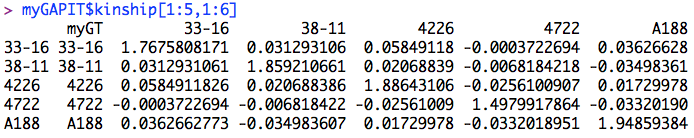 > myGAPIT$kinship[1:5,1:6]
myGT 33-16 38-11 4226 4722 A188
33-16 33-16 1.7675808171 0.031293106 0.05849118 -0.0003722694 0.03626628
38-11 38-11 0.0312931061 1.859210661 0.02068839 -0.0068184218 -0.03498361
4226 4226 0.0584911826 0.020688386 1.88643106 -0.0256100907 0.01729978
4722 4722 -0.0003722694 -0.006818422 -0.02561009 1.4979917864 -0.03320190
A188 A188 0.0362662773 -0.034983607 0.01729978 -0.0332018951 1.94859384